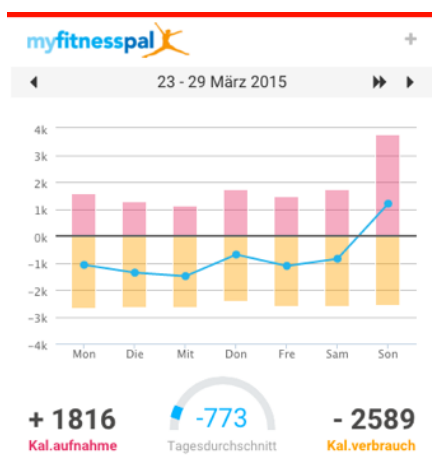 myfitnesspal
23 - 29 März 2015
4k
3k
2k
1k
0k
-1k
-2k
-3k
-4k
Mon Die Mit Don Fre Sam Son
+ 1816 -773 - 2589
Kal.aufnahme Tagesdurchschnitt Kal.verbrauch